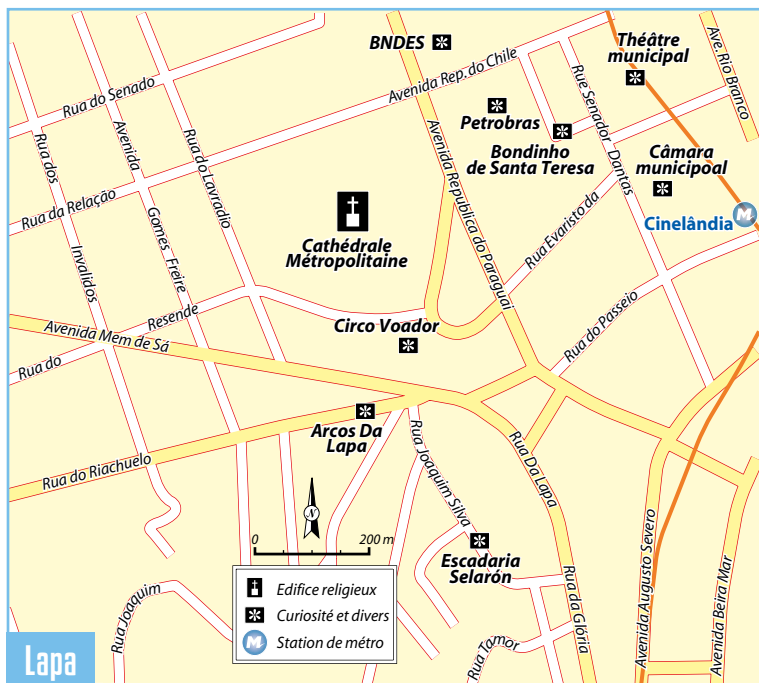 BNDES
Théâtre
municipal
Ave. Rio Branco
Avenida Rep. do Chile
Rua do Senado
Petrobras
Bondinho
de Santa Teresa
Rue Senador Dantas
Câmara
municipoal
Cinelândia
M
Rua dos Invalidos
Avenida Gomes Freire
Rua do Lavradio
Avenida Republica do Paraguai
Rua da Relação
Cathédrale
Métropolitaine
Rua Evaristo da
Rua do Resende
Circo Voador
Avenida Mem de Sá
Rua do Passeio
Arcos Da
Lapa
Rua do Riachuelo
Rua Joaquim Silva
Rua Da Lapa
N
0 200 m
Escadaria
Selarón
Rua da Glória
Avenida Augusto Severo
Avenida Beira Mar
Rua Joaquim
Rua Tamor
Edifice religieux
Curiosité et divers
M Station de métro
Lapa